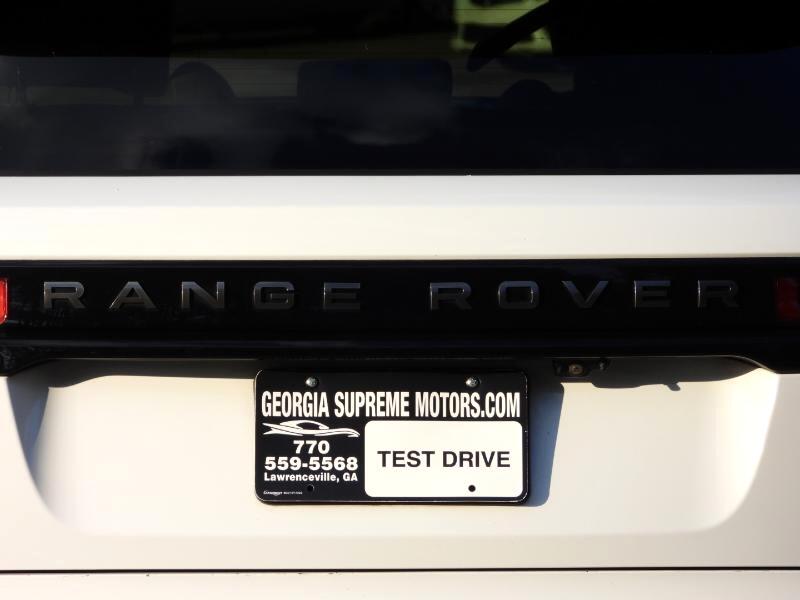 RANGE ROVER
GEORGIA SUPREME MOTORS.COM
770
559-5568
Lawrenceville, GA
TEST DRIVE